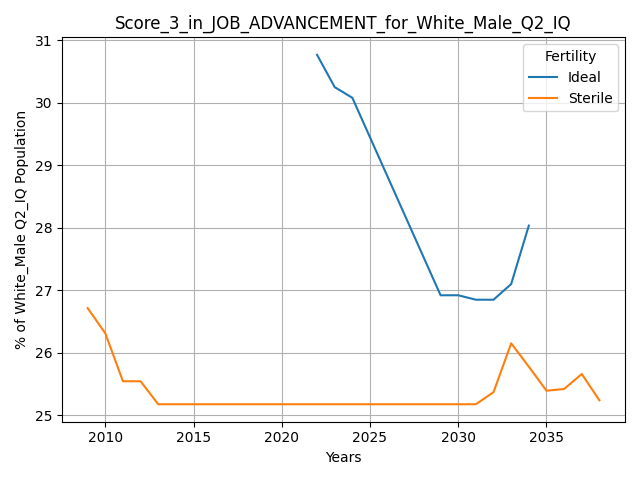 Score_3_in_JOB_ADVANCEMENT_for_White_Male_Q2_IQ
Fertility
Ideal
Sterile
% of White_Male Q2_IQ Population
31
30
29
28
27
26
25
2010
2015
2020
2025
2030
2035
Years